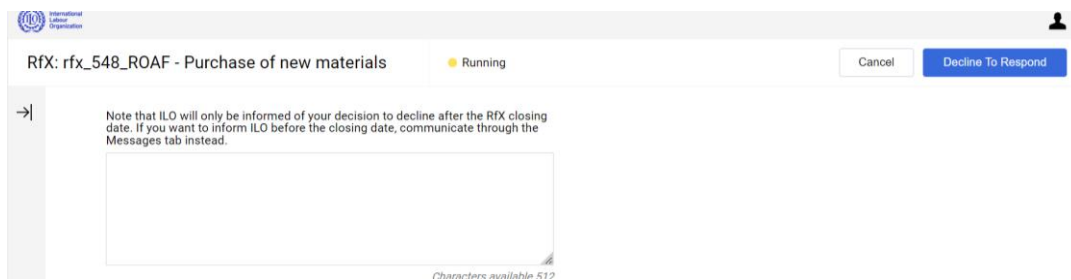 International
Labour
Organization
RfX: rfx_548_ROAF - Purchase of new materials
Running
Cancel
Decline To Respond
Note that ILO will only be informed of your decision to decline after the RfX closing
date. If you want to inform ILO before the closing date, communicate through the
Messages tab instead.
Characters available 512